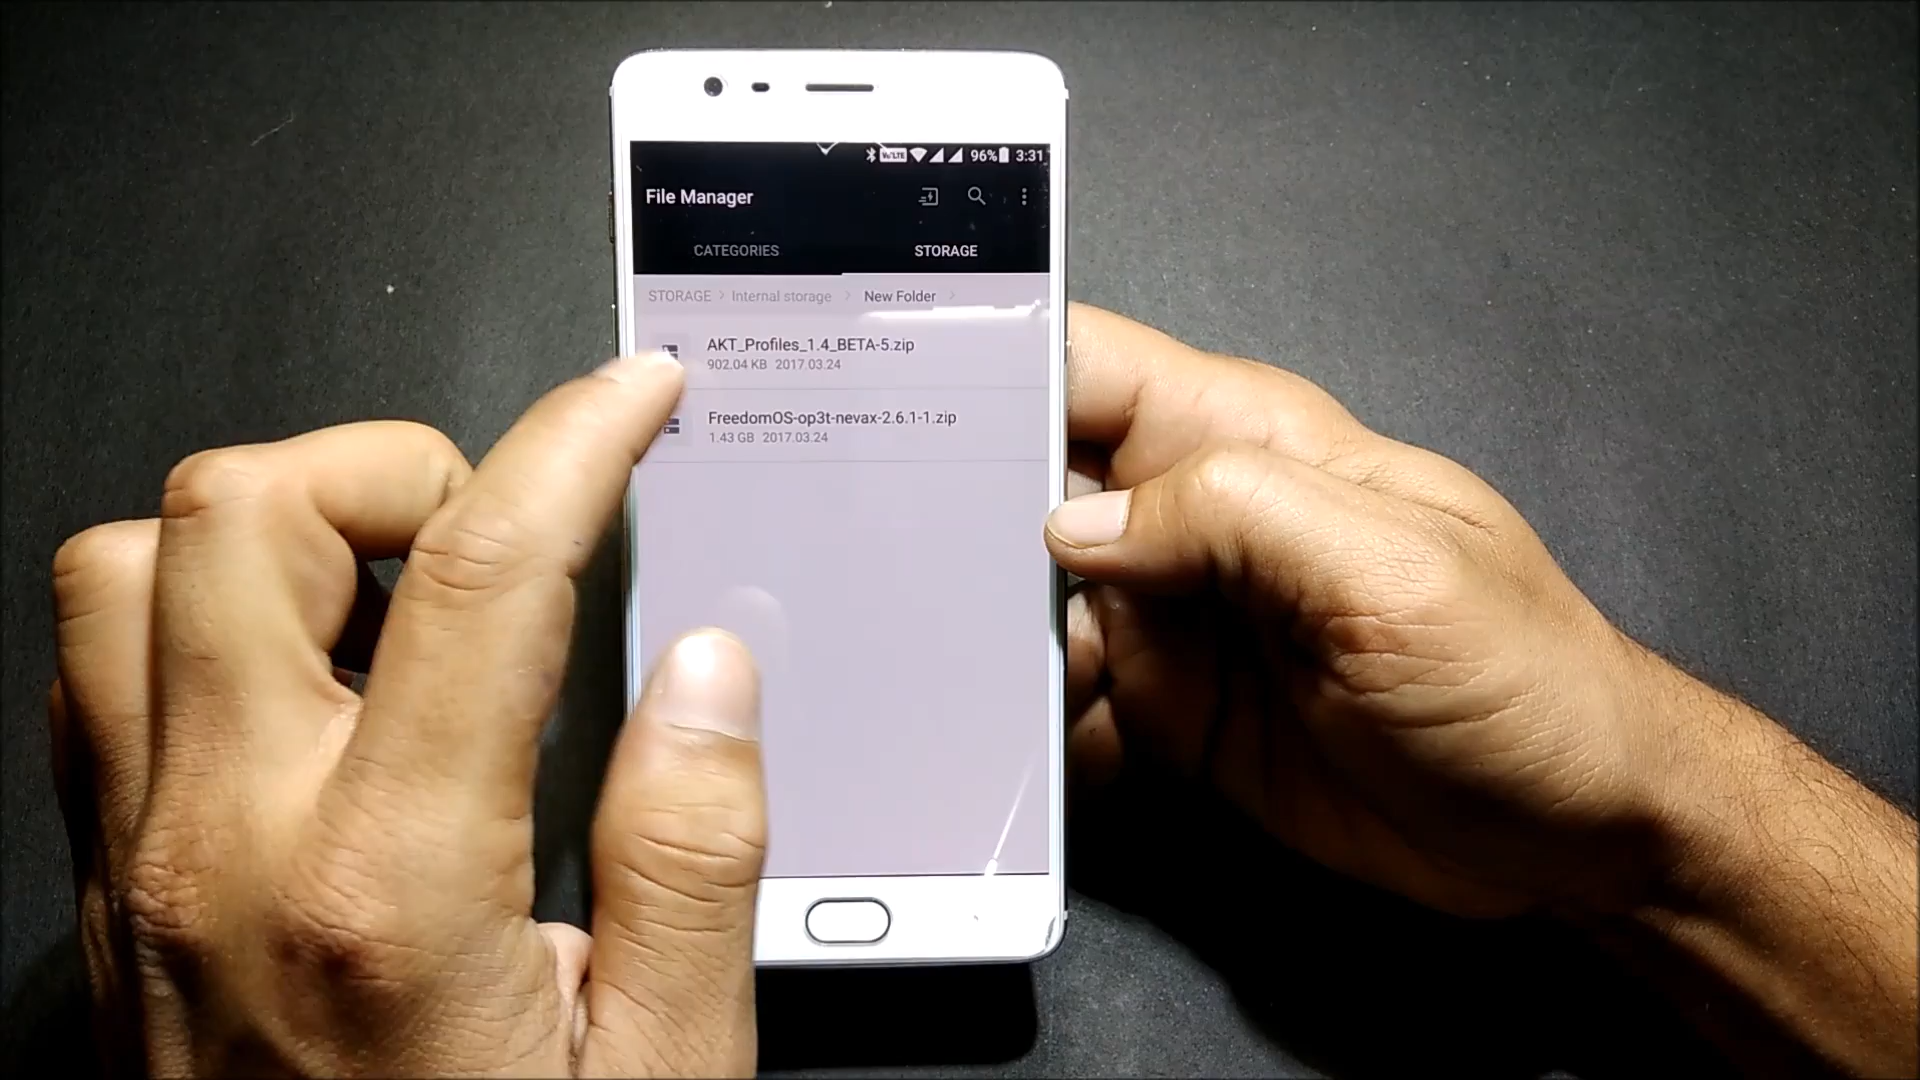 VoLTE 96% 3:31
File Manager
CATEGORIES STORAGE
STORAGE > Internal storage > New Folder >
AKT_Profiles_1.4_BETA-5.zip
902.04 KB 2017.03.24
FreedomOS-op3t-nevax-2.6.1-1.zip
1.43 GB 2017.03.24